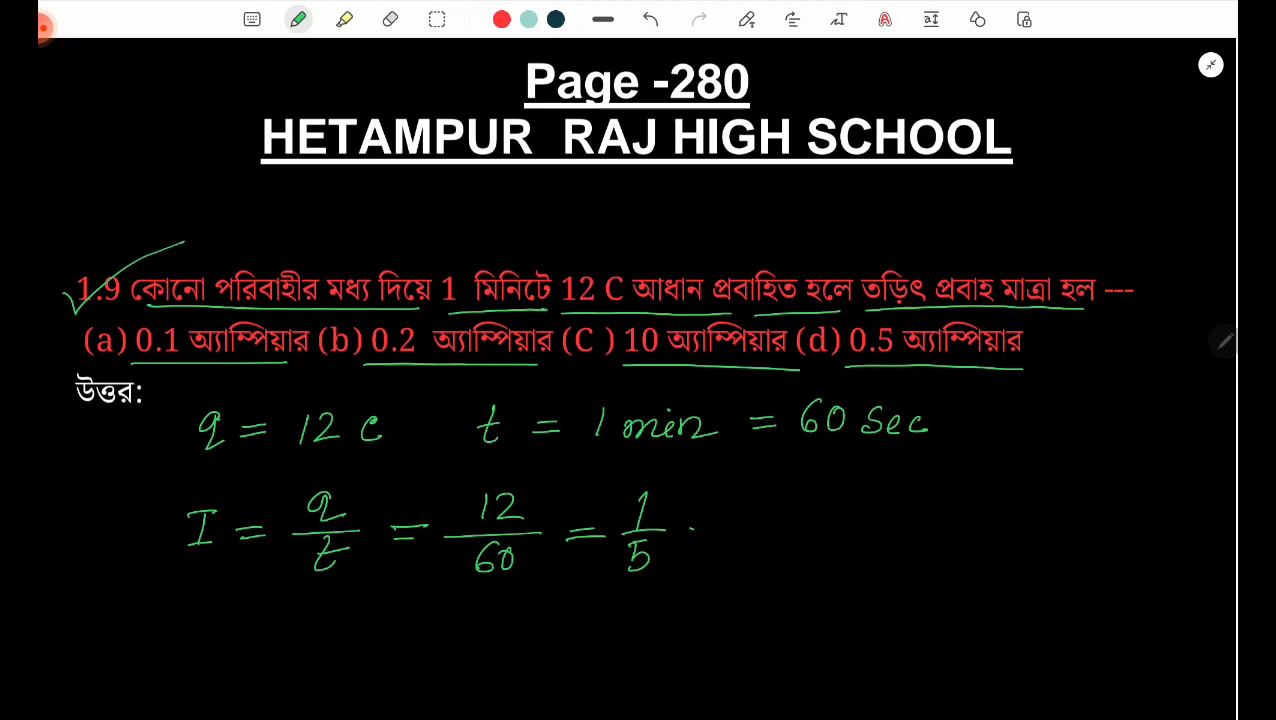 Page -280
HETAMPUR RAJ HIGH SCHOOL
1.9 কোনো পরিবাহীর মধ্য দিয়ে 1 মিনিটে 12 C আধান প্রবাহিত হলে তড়িৎ প্রবাহ মাত্রা হল ---
(a) 0.1 অ্যাম্পিয়ার (b) 0.2 অ্যাম্পিয়ার (C ) 10 অ্যাম্পিয়ার (d) 0.5 অ্যাম্পিয়ার
উত্তর:
q = 12 c t = 1 min = 60 Sec
I = q/t = 12/60 = 1/5